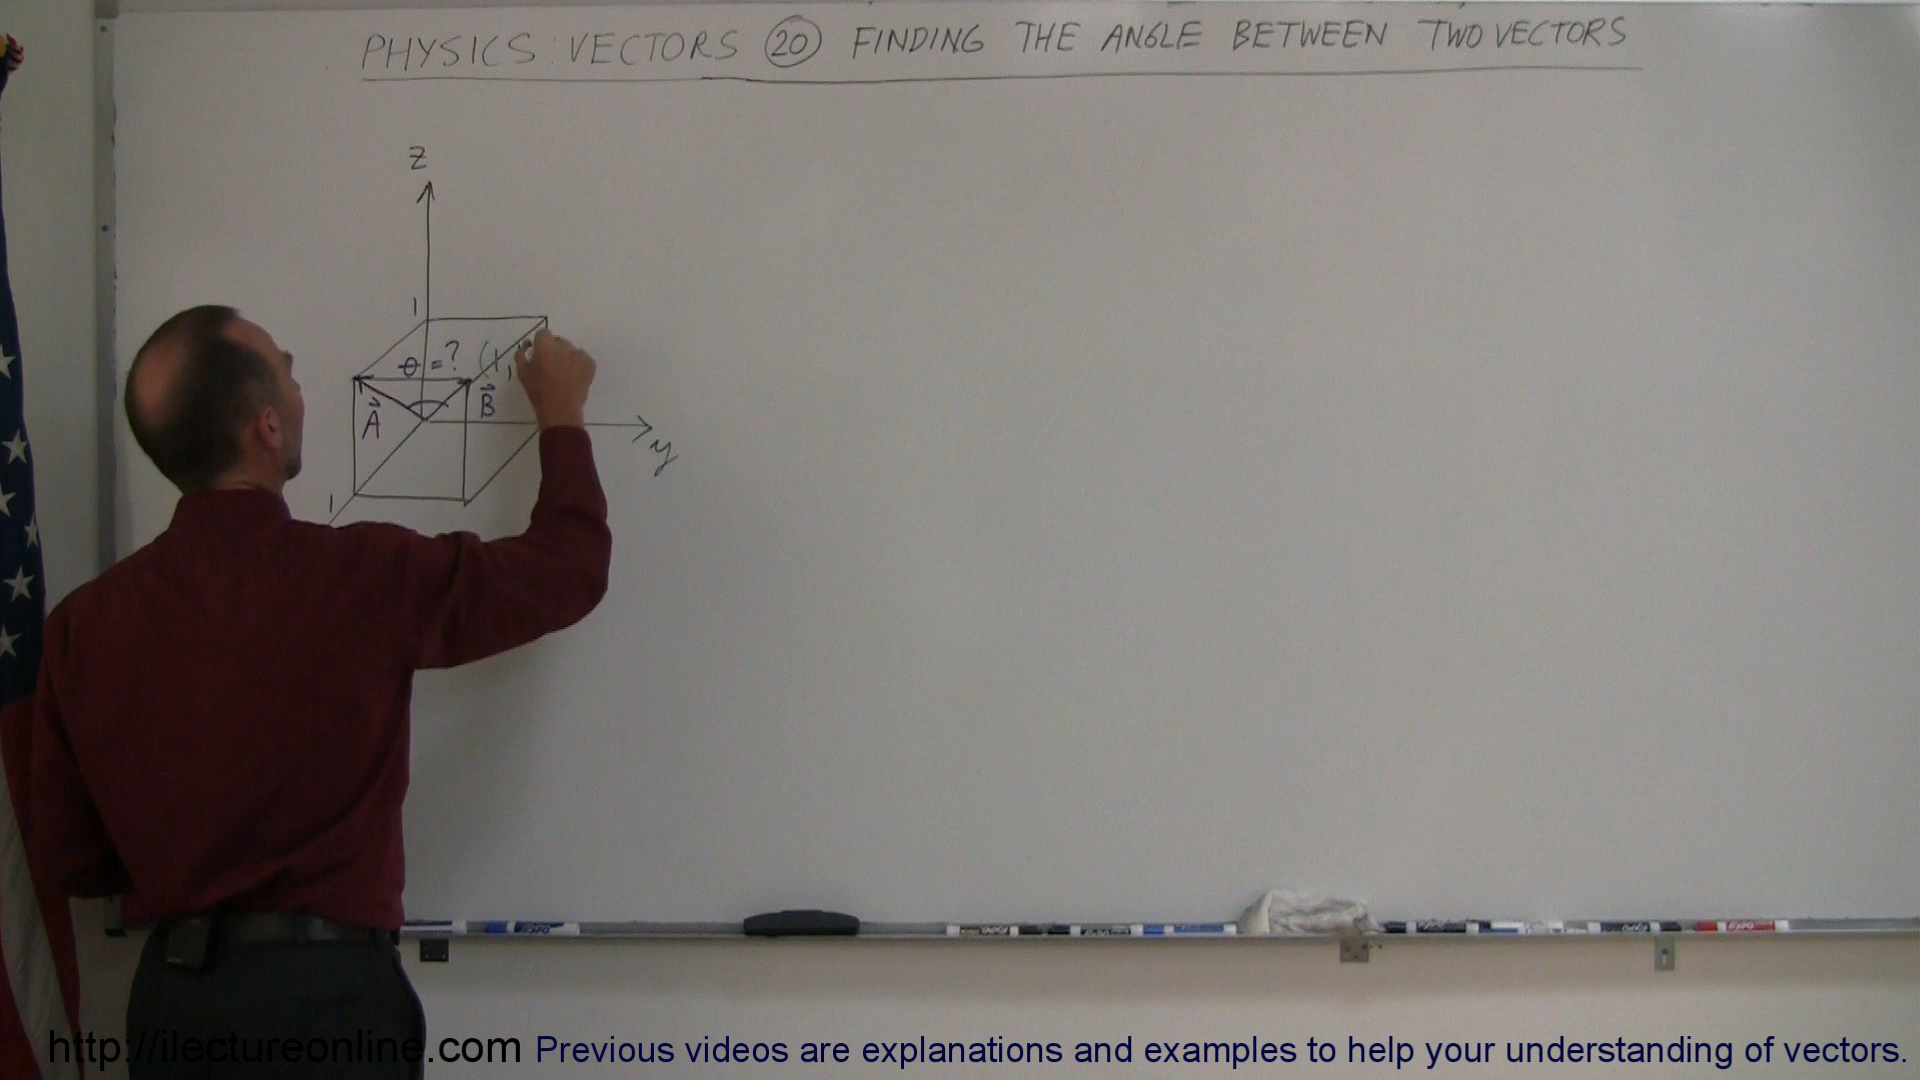 PHYSICS: VECTORS 20 FINDING THE ANGLE BETWEEN TWO VECTORS
z
1
θ = ? (1,
A B
y
1
http://ilectureonline.com Previous videos are explanations and examples to help your understanding of vectors.